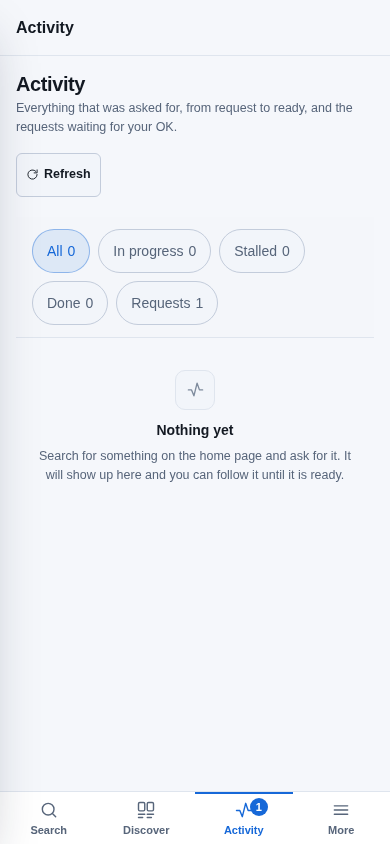 Activity
Activity
Everything that was asked for, from request to ready, and the
requests waiting for your OK.
Refresh
All 0
In progress 0
Stalled 0
Done 0
Requests 1
Nothing yet
Search for something on the home page and ask for it. It
will show up here and you can follow it until it is ready.
1
Search
Discover
Activity
More